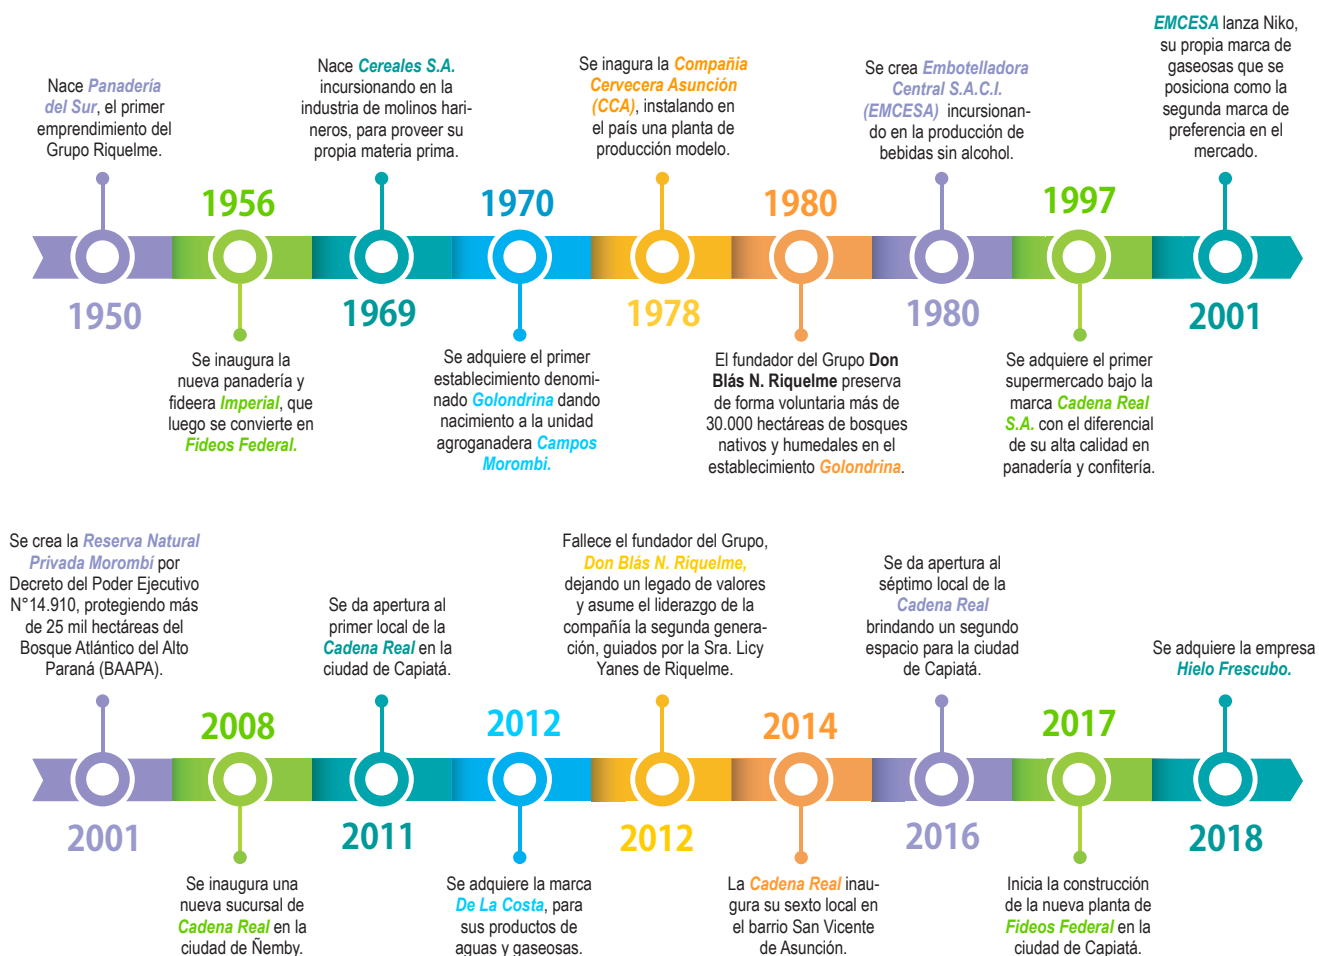 Nace Panadería
del Sur, el primer
emprendimiento del
Grupo Riquelme.
1950
1956
Se inaugura la
nueva panadería y
fideera Imperial, que
luego se convierte en
Fideos Federal.
Nace Cereales S.A.
incursionando en la
industria de molinos hari-
neros, para proveer su
propia materia prima.
1969
1970
Se adquiere el primer
establecimiento denomi-
nado Golondrina dando
nacimiento a la unidad
agroganadera Campos
Morombi.
Se inagura la Compañia
Cervecera Asunción
(CCA), instalando en
el país una planta de
producción modelo.
1978
1980
El fundador del Grupo Don
Blás N. Riquelme preserva
de forma voluntaria más de
30.000 hectáreas de bosques
nativos y humedales en el
establecimiento Golondrina.
Se crea Embotelladora
Central S.A.C.I.
(EMCESA) incursionan-
do en la producción de
bebidas sin alcohol.
1980
1997
Se adquiere el primer
supermercado bajo la
marca Cadena Real
S.A. con el diferencial
de su alta calidad en
panadería y confitería.
EMCESA lanza Niko,
su propia marca de
gaseosas que se
posiciona como la
segunda marca de
preferencia en el
mercado.
2001
Se crea la Reserva Natural
Privada Morombí por
Decreto del Poder Ejecutivo
N°14.910, protegiendo más
de 25 mil hectáreas del
Bosque Atlántico del Alto
Paraná (BAAPA).
2001
2008
Se inaugura una
nueva sucursal de
Cadena Real en la
ciudad de Ñemby.
Se da apertura al
primer local de la
Cadena Real en la
ciudad de Capiatá.
2011
2012
Se adquiere la marca
De La Costa, para
sus productos de
aguas y gaseosas.
Fallece el fundador del Grupo,
Don Blás N. Riquelme,
dejando un legado de valores
y asume el liderazgo de la
compañía la segunda genera-
ción, guiados por la Sra. Licy
Yanes de Riquelme.
2012
2014
La Cadena Real inau-
gura su sexto local en
el barrio San Vicente
de Asunción.
Se da apertura al
séptimo local de la
Cadena Real
brindando un segundo
espacio para la ciudad
de Capiatá.
2016
2017
Inicia la construcción
de la nueva planta de
Fideos Federal en la
ciudad de Capiatá.
Se adquiere la empresa
Hielo Frescubo.
2018